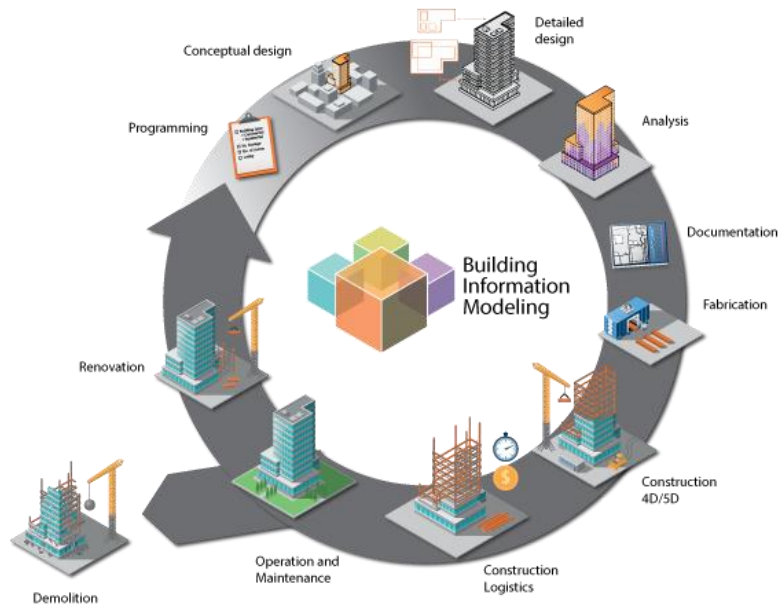 Conceptual design
Detailed
design
Programming
Analysis
Documentation
Building
Information
Modeling
Fabrication
Renovation
Construction
4D/5D
Operation and
Maintenance
Construction
Logistics
Demolition
$